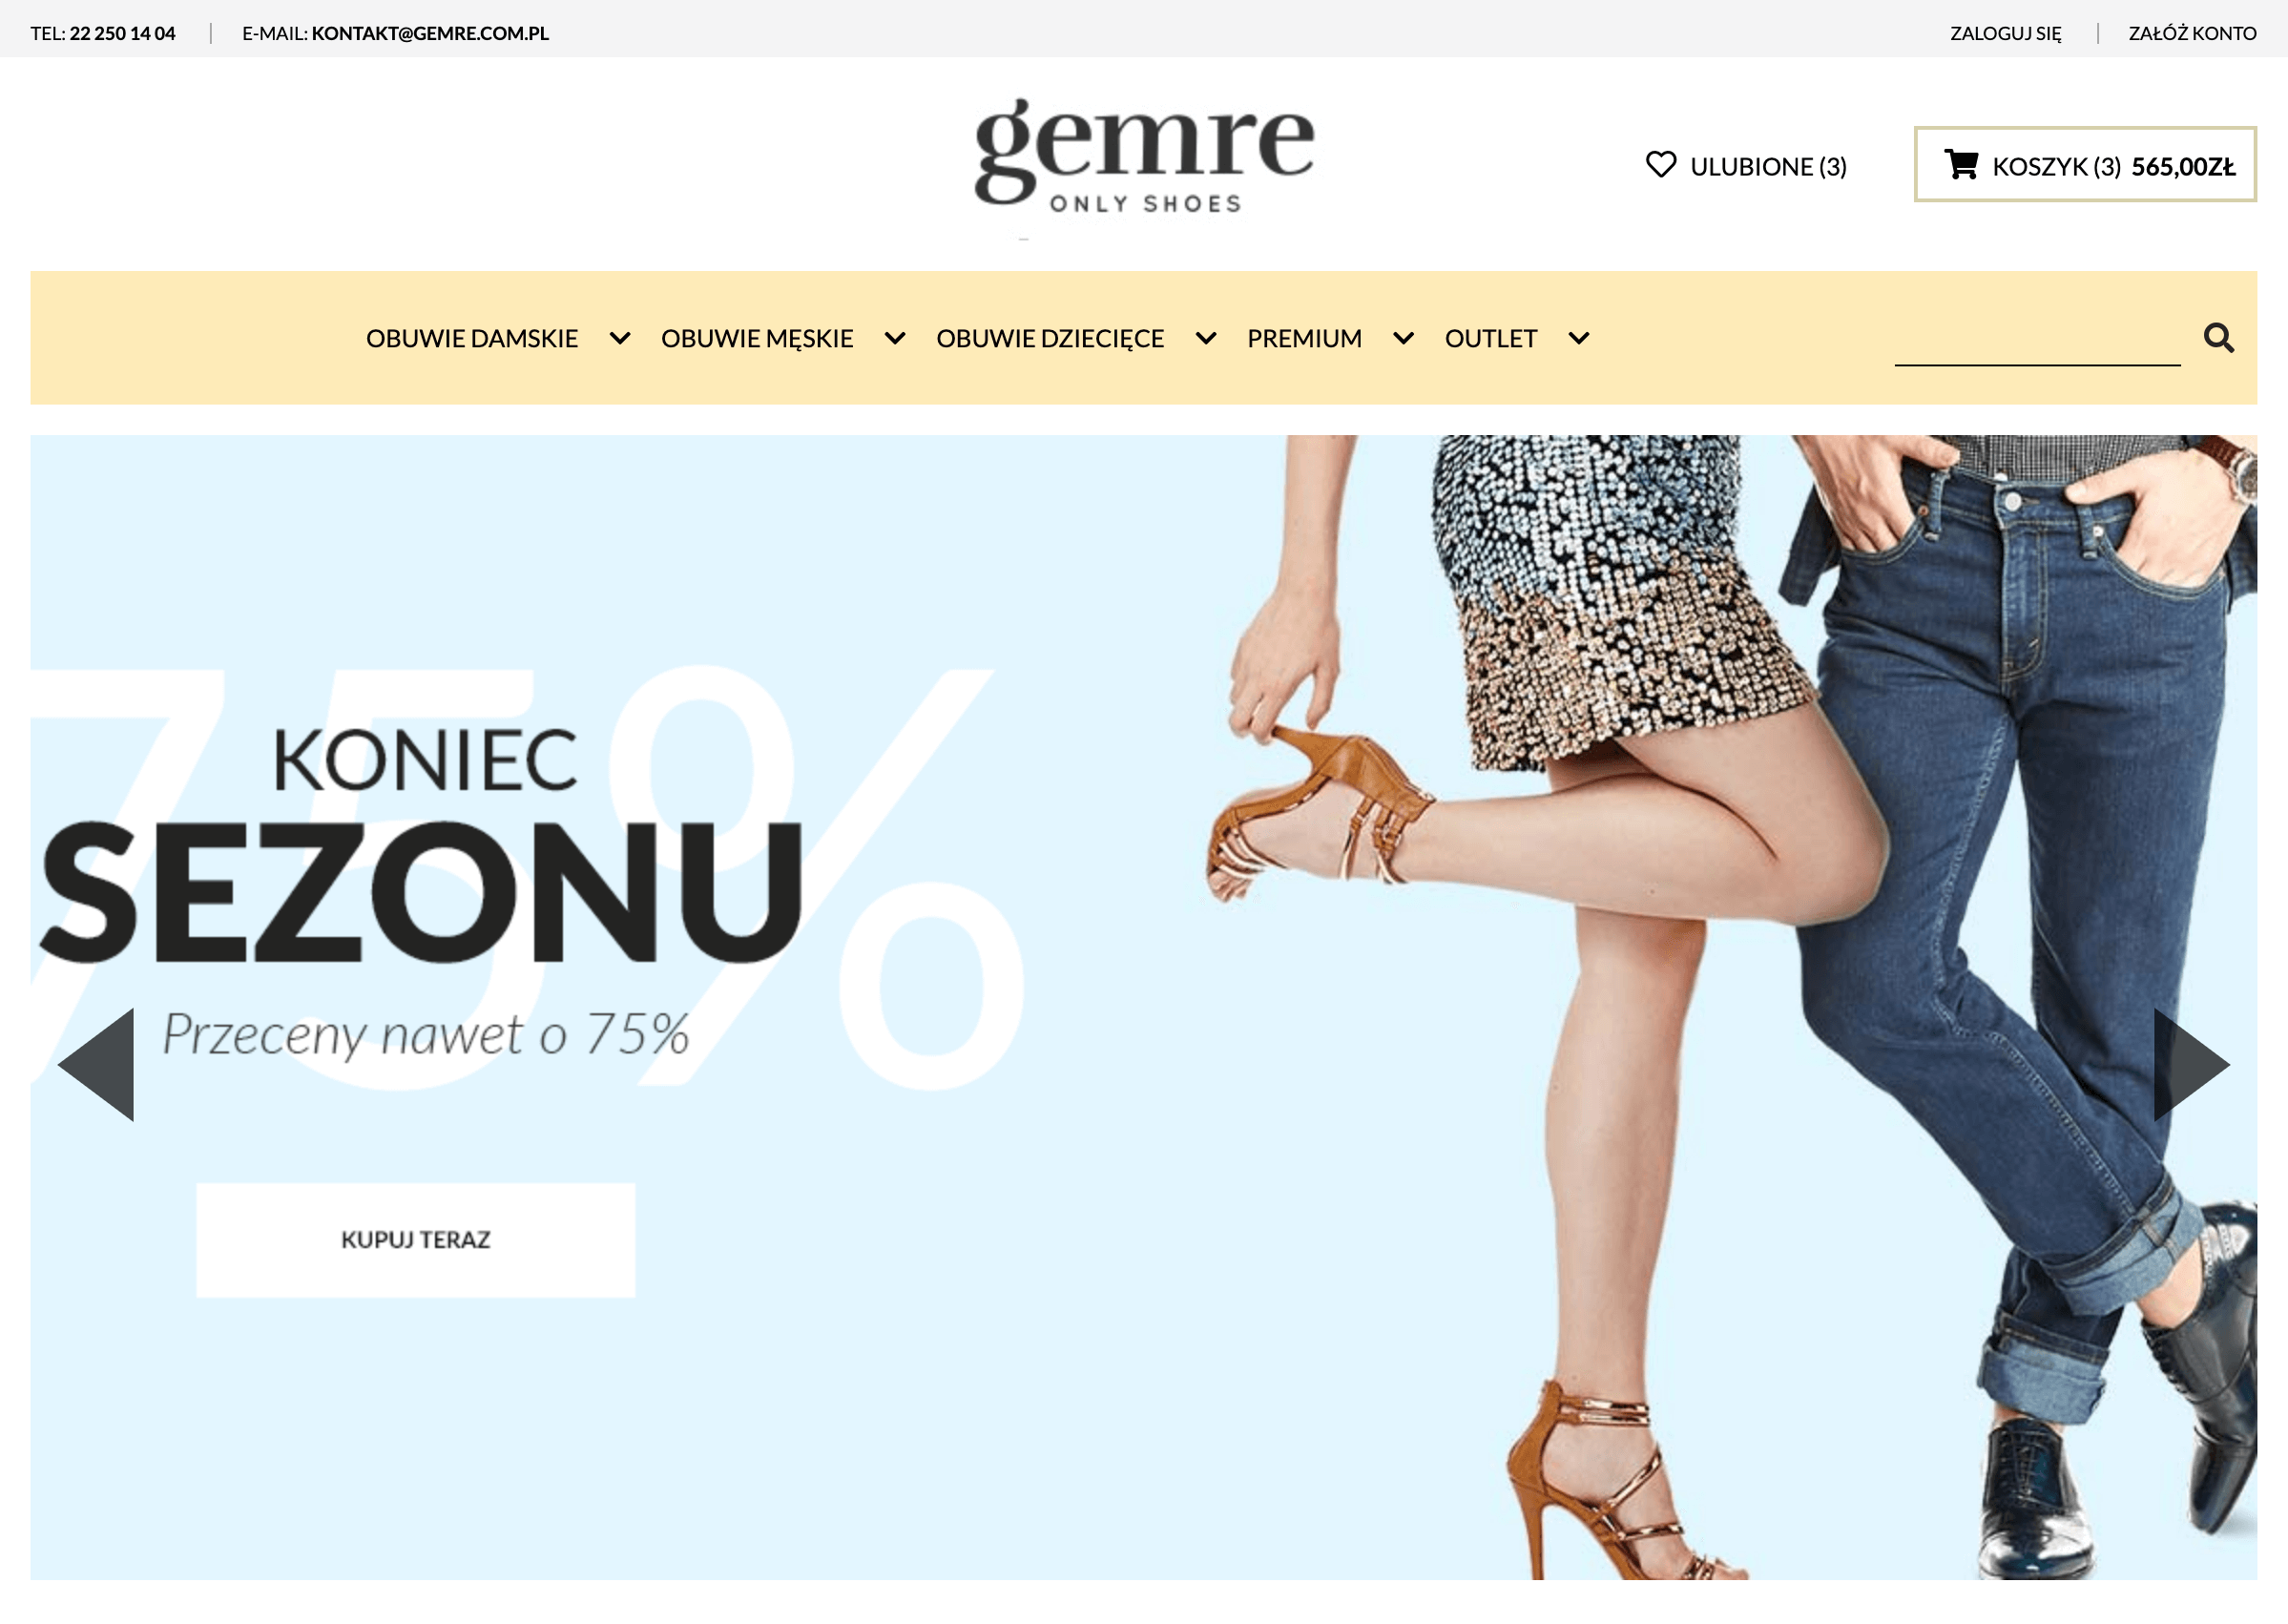 TEL: 22 250 14 04 E-MAIL: KONTAKT@GEMRE.COM.PL ZALOGUJ SIĘ ZAŁÓŻ KONTO
gemre
ONLY SHOES
ULUBIONE (3) KOSZYK (3) 565,00ZŁ
OBUWIE DAMSKIE OBUWIE MĘSKIE OBUWIE DZIECIĘCE PREMIUM OUTLET
75%
KONIEC
SEZONU
Przeceny nawet o 75%
KUPUJ TERAZ